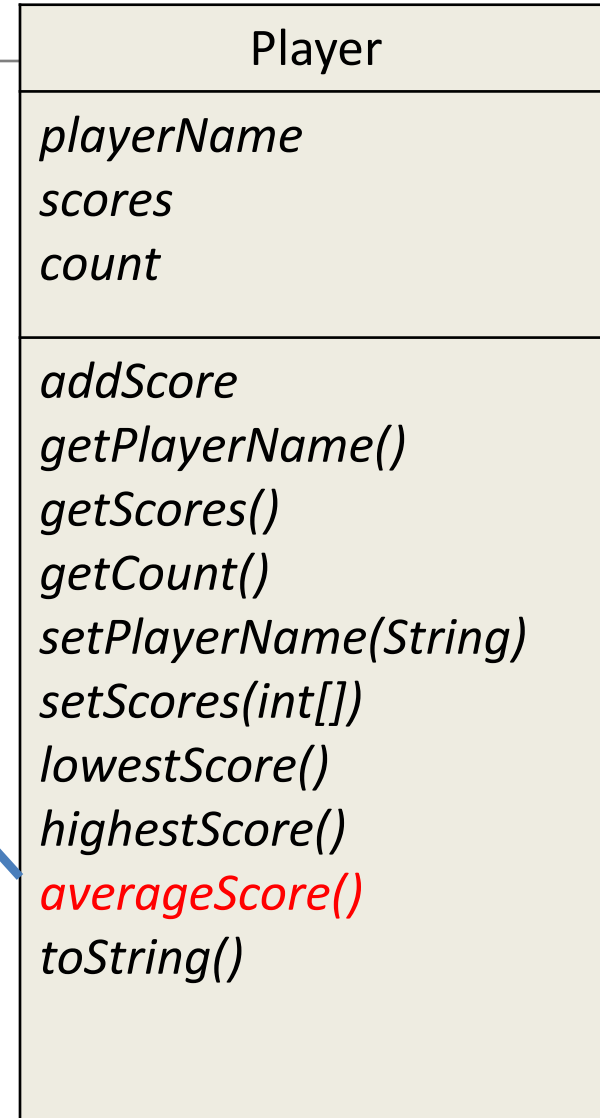 Player
playerName
scores
count
addScore
getPlayerName()
getScores()
getCount()
setPlayerName(String)
setScores(int[])
lowestScore()
highestScore()
averageScore()
toString()